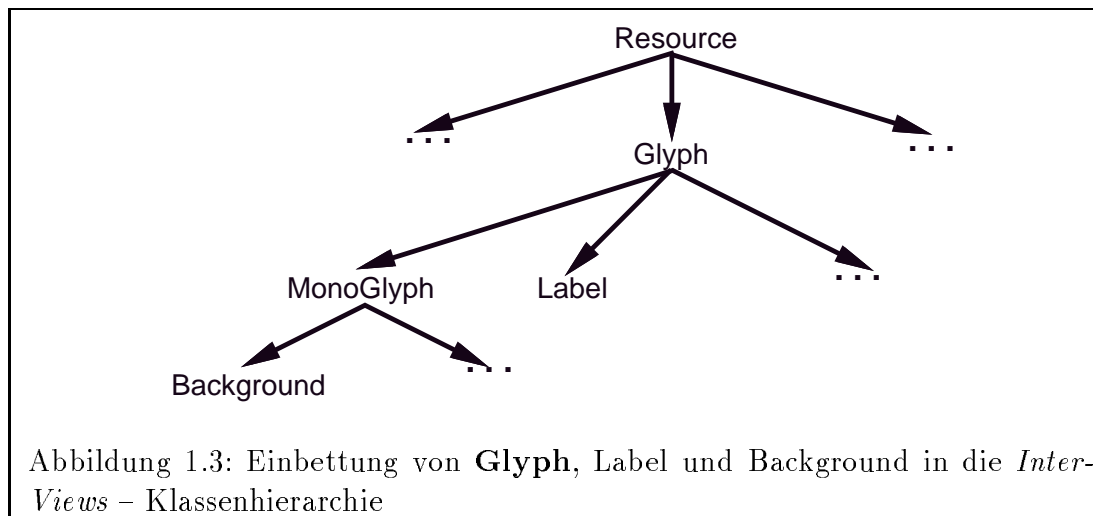 Resource
. . .
Glyph
. . .
MonoGlyph
Label
. . .
Background
. . .
Abbildung 1.3: Einbettung von Glyph, Label und Background in die Inter-
Views – Klassenhierarchie